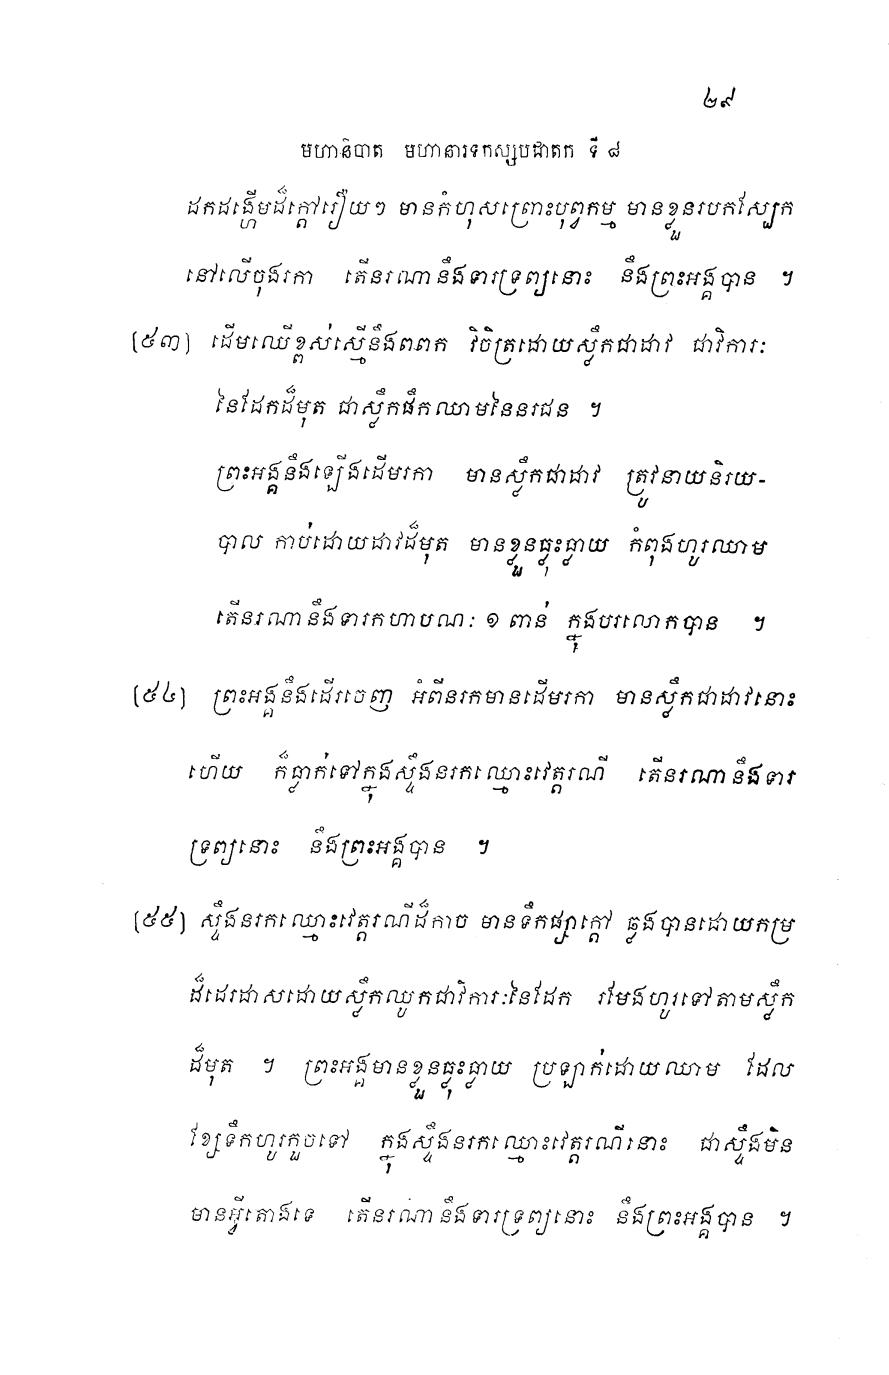 ២៩
មហានិបាត មហានារទកស្សបជាតក ទី ៨
ដកដង្ហើមដ៏ក្ដៅរឿយៗ មានកំហុសព្រោះបុព្វកម្ម មានខ្លួនរបកស្បែក
នៅលើចុងរកា តើនរណានឹងទារទ្រព្យនោះ នឹងព្រះអង្គបាន ។
(៥៣) ដើមឈើខ្ពស់ស្មើនឹងពពក វិចិត្រដោយស្លឹកជាដាវ ជាវិការៈ
នៃដែកដ៏មុត ជាស្លឹកផឹកឈាមនៃនរជន ។
ព្រះអង្គនឹងឡើងដើមរកា មានស្លឹកជាដាវ ត្រូវនាយនិរយ-
បាល កាប់ដោយដាវដ៏មុត មានខ្លួនធ្លុះធ្លាយ កំពុងហូរឈាម
តើនរណានឹងទារកហាបណៈ ១ ពាន់ ក្នុងបរលោកបាន ។
(៥៤) ព្រះអង្គនឹងដើរចេញ អំពីនរកមានដើមរកា មានស្លឹកជាដាវនោះ
ហើយ ក៏ធ្លាក់ទៅក្នុងស្ទឹងនរកឈ្មោះវេត្តរណី តើនរណានឹងទារ
ទ្រព្យនោះ នឹងព្រះអង្គបាន ។
(៥៥) ស្ទឹងនរកឈ្មោះវេត្តរណីដ៏កាច មានទឹកផ្សាក្ដៅ ឆ្លងបានដោយកម្រ
ដ៏ដេរដាសដោយស្លឹកឈូកជាវិការៈនៃដែក រមែងហូរទៅតាមស្លឹក
ដ៏មុត ។ ព្រះអង្គមានខ្លួនធ្លុះធ្លាយ ប្រឡាក់ដោយឈាម ដែល
ខ្សែទឹកហូរកួចទៅ ក្នុងស្ទឹងនរកឈ្មោះវេត្តរណីនោះ ជាស្ទឹងមិន
មានអ្វីតោងទេ តើនរណានឹងទារទ្រព្យនោះ នឹងព្រះអង្គបាន ។